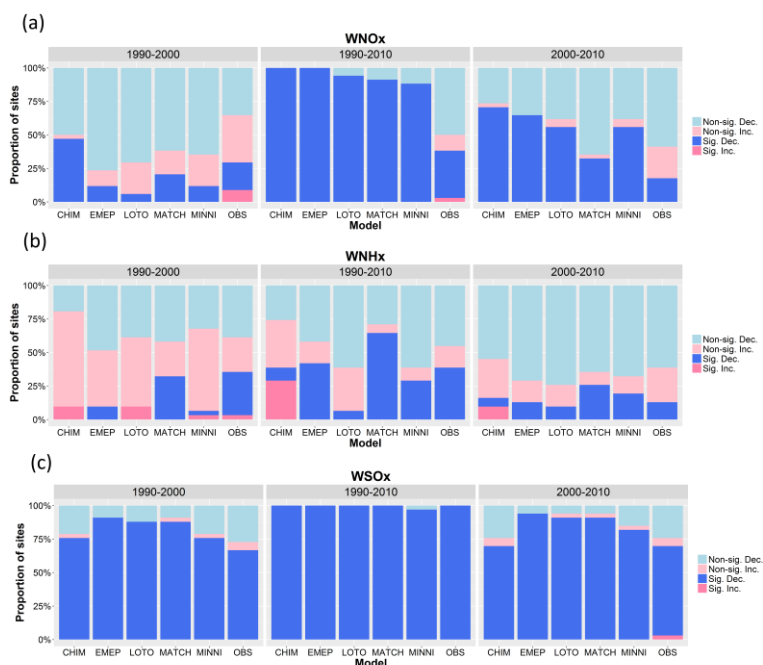 (a)
WNOx
1990-2000 1990-2010 2000-2010
100%
75%
50%
25%
0%
Proportion of sites
CHIM EMEP LOTO MATCH MINNI OBS CHIM EMEP LOTO MATCH MINNI OBS CHIM EMEP LOTO MATCH MINNI OBS
Model
Non-sig. Dec.
Non-sig. Inc.
Sig. Dec.
Sig. Inc.
(b)
WNHx
1990-2000 1990-2010 2000-2010
100%
75%
50%
25%
0%
Proportion of sites
CHIM EMEP LOTO MATCH MINNI OBS CHIM EMEP LOTO MATCH MINNI OBS CHIM EMEP LOTO MATCH MINNI OBS
Model
Non-sig. Dec.
Non-sig. Inc.
Sig. Dec.
Sig. Inc.
(c)
WSOx
1990-2000 1990-2010 2000-2010
100%
75%
50%
25%
0%
Proportion of sites
CHIM EMEP LOTO MATCH MINNI OBS CHIM EMEP LOTO MATCH MINNI OBS CHIM EMEP LOTO MATCH MINNI OBS
Model
Non-sig. Dec.
Non-sig. Inc.
Sig. Dec.
Sig. Inc.